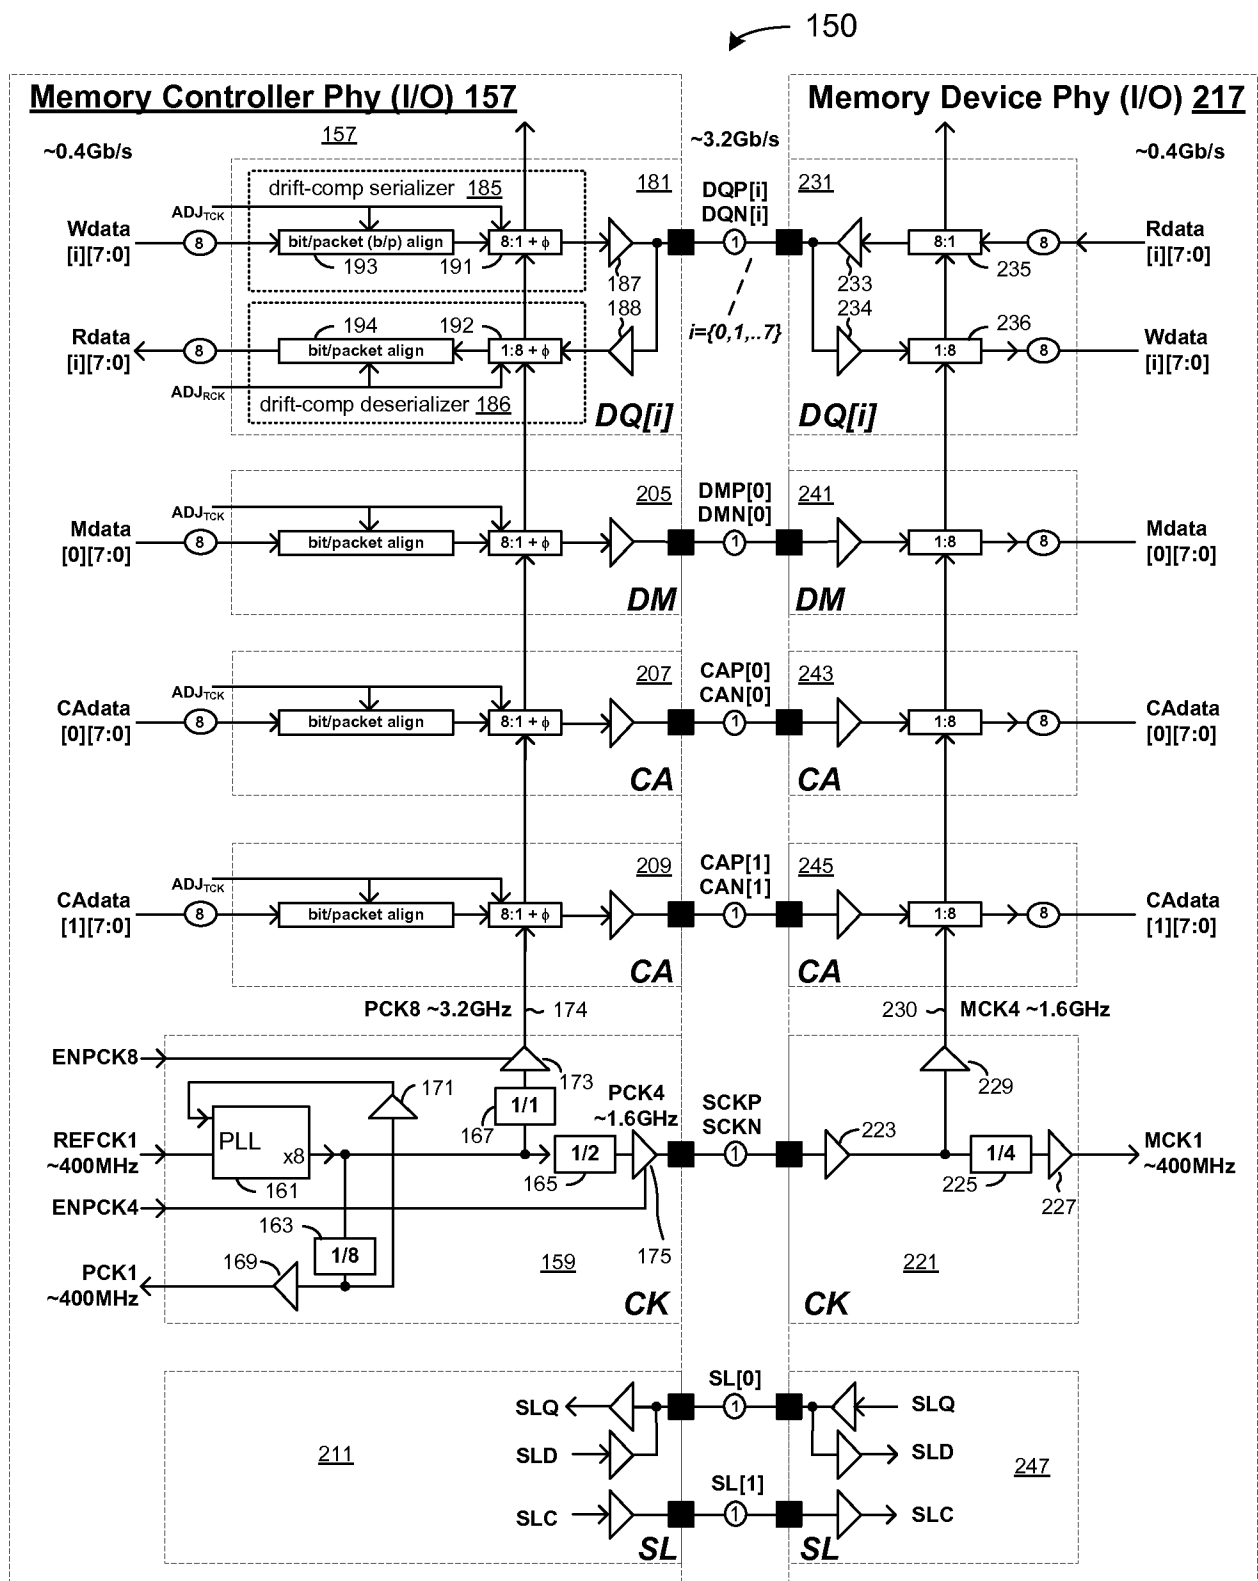 150
Memory Controller Phy (I/O) 157
Memory Device Phy (I/O) 217
157
~0.4Gb/s
~3.2Gb/s
~0.4Gb/s
drift-comp serializer 185
181
DQP[i]
DQN[i]
231
ADJTCK
Wdata
[i][7:0]
8
bit/packet (b/p) align
8:1 + ϕ
1
8:1
8
Rdata
[i][7:0]
193
191
187
233
235
194
192
188
i={0,1,..7}
234
236
Rdata
[i][7:0]
8
bit/packet align
1:8 + ϕ
1:8
8
Wdata
[i][7:0]
ADJRCK
drift-comp deserializer 186
DQ[i]
DQ[i]
205
DMP[0]
DMN[0]
241
ADJTCK
Mdata
[0][7:0]
8
bit/packet align
8:1 + ϕ
1
1:8
8
Mdata
[0][7:0]
DM
DM
207
CAP[0]
CAN[0]
243
ADJTCK
CAdata
[0][7:0]
8
bit/packet align
8:1 + ϕ
1
1:8
8
CAdata
[0][7:0]
CA
CA
209
CAP[1]
CAN[1]
245
ADJTCK
CAdata
[1][7:0]
8
bit/packet align
8:1 + ϕ
1
1:8
8
CAdata
[1][7:0]
CA
CA
PCK8 ~3.2GHz
174
230
MCK4 ~1.6GHz
ENPCK8
171
173
229
1/1
167
PCK4
~1.6GHz
SCKP
SCKN
223
REFCK1
~400MHz
PLL
x8
161
1/2
165
1
1/4
225
227
MCK1
~400MHz
ENPCK4
163
1/8
169
175
PCK1
~400MHz
159
221
CK
CK
SL[0]
SLQ
1
SLQ
SLD
SLD
211
247
SL[1]
SLC
1
SLC
SL
SL